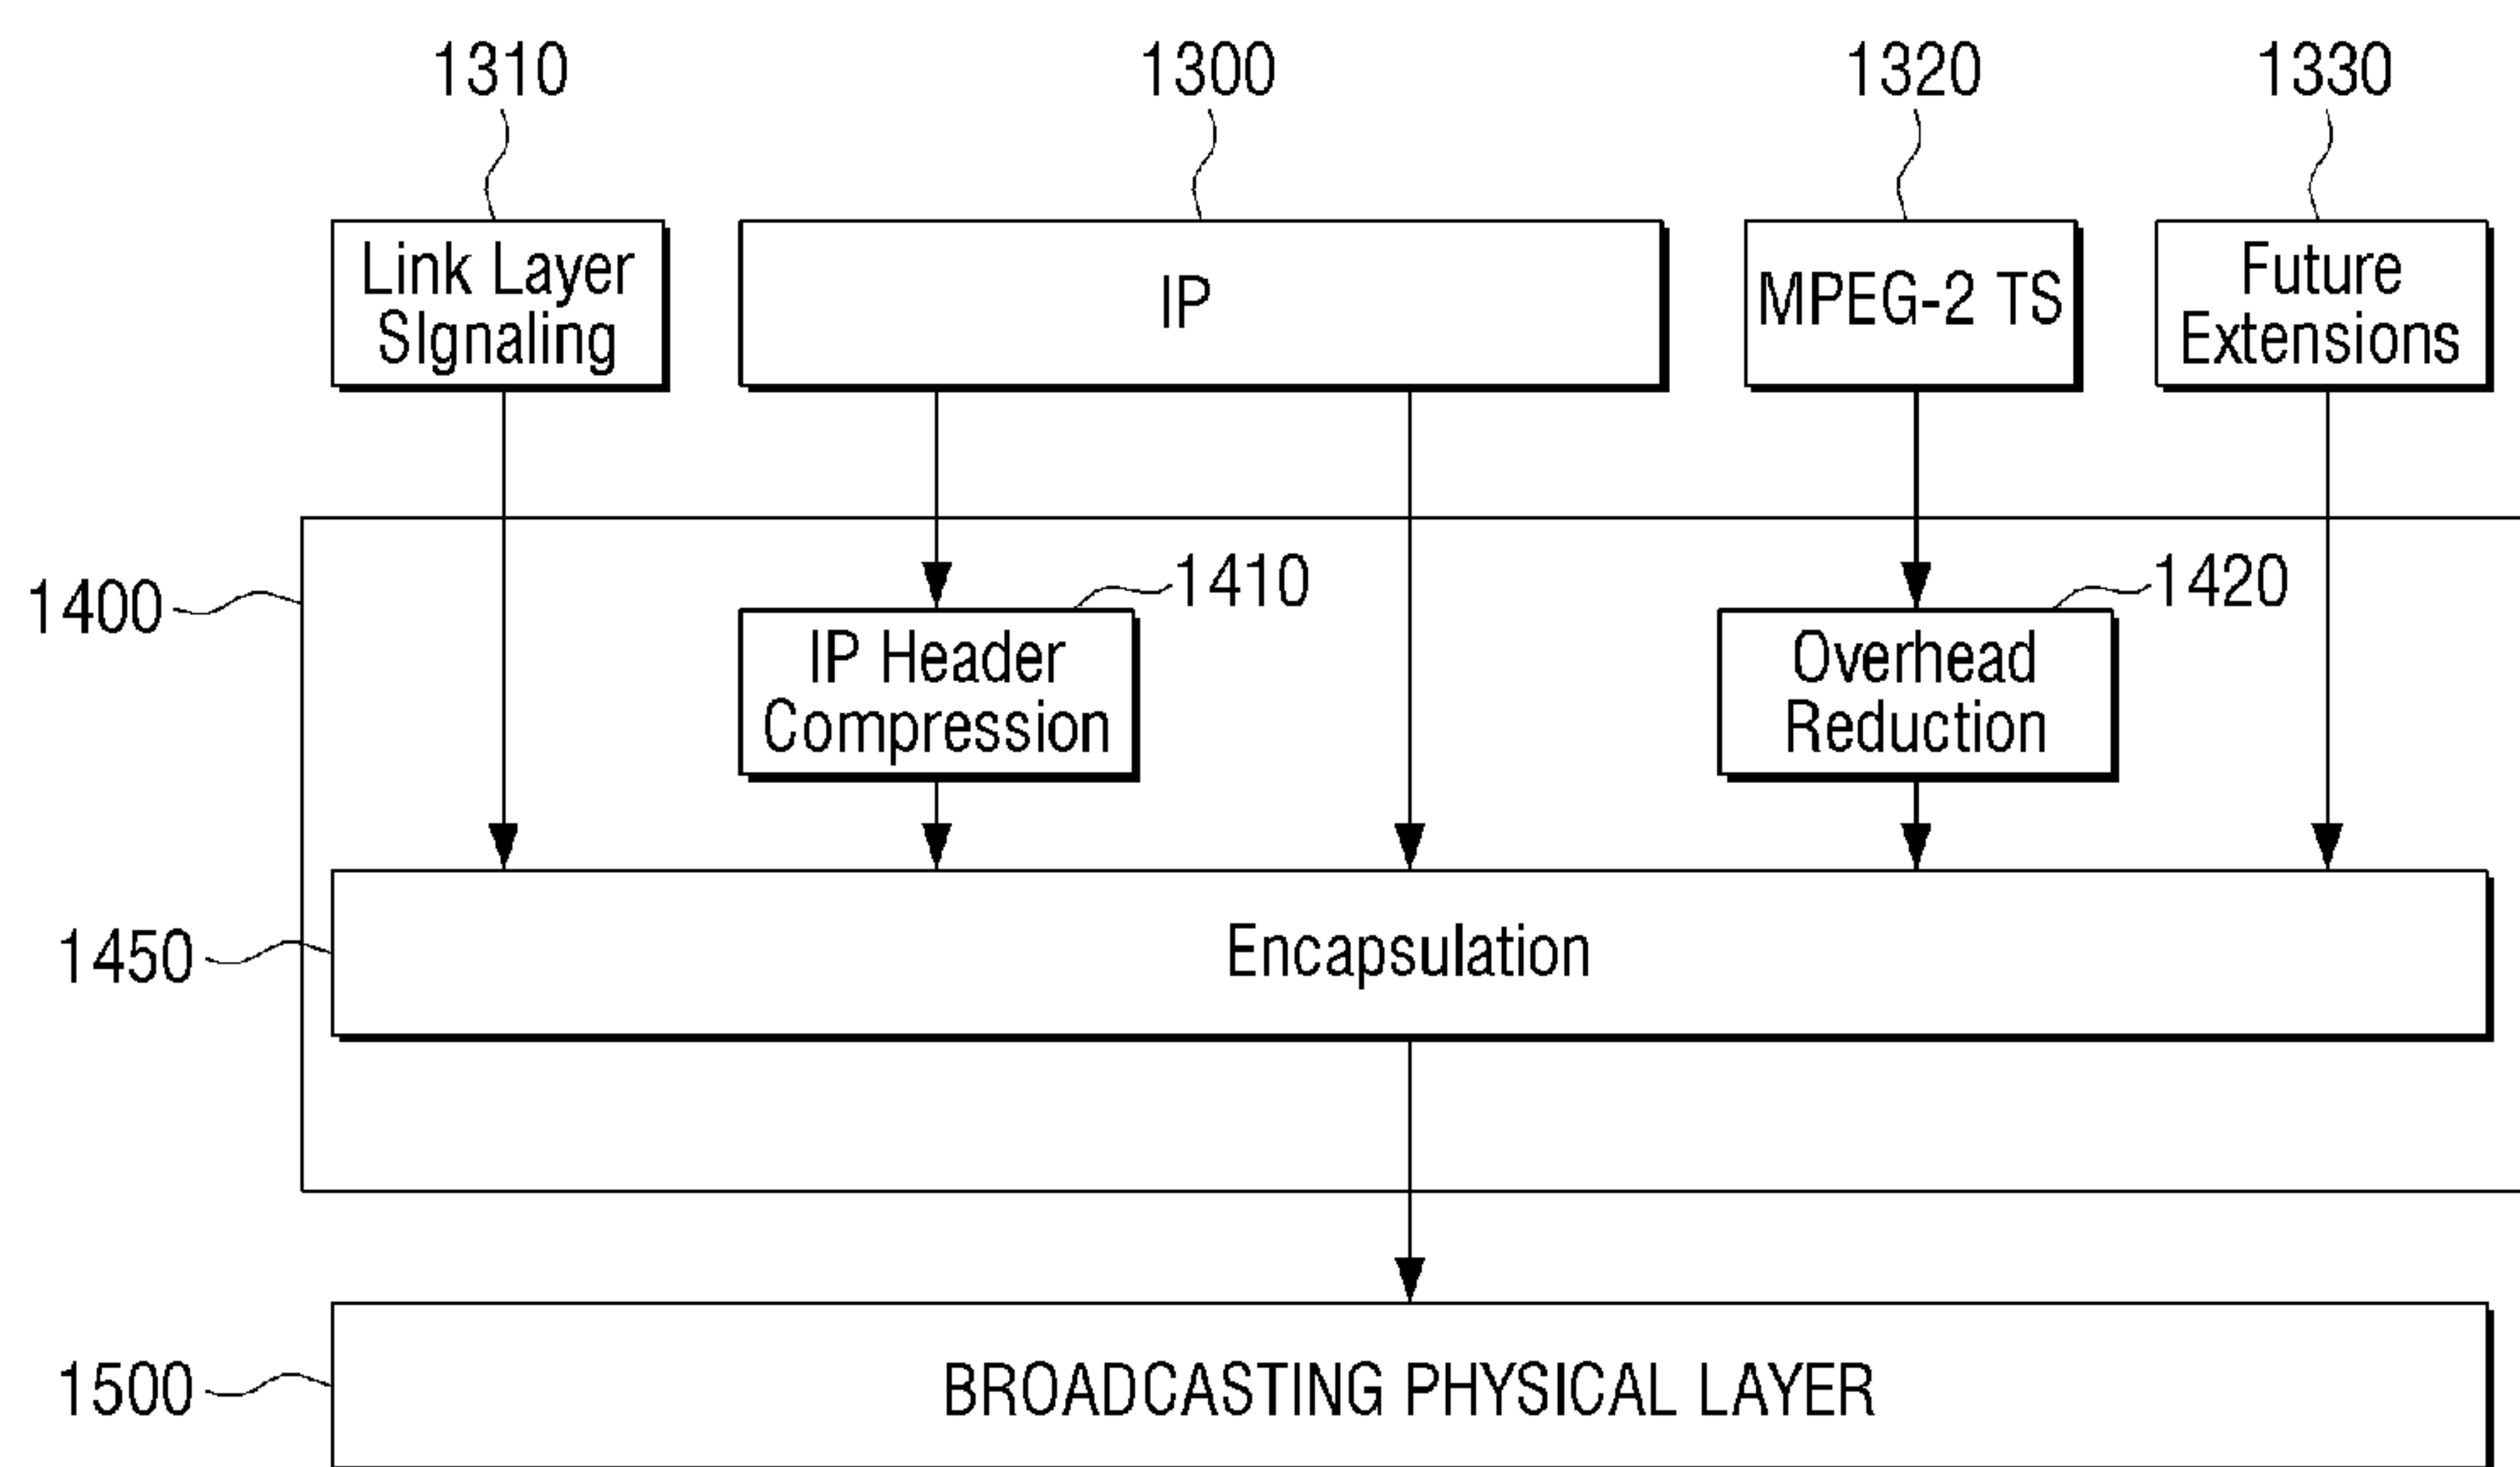 1310
1300
1320
1330
Link Layer
SIgnaling
IP
MPEG-2 TS
Future
Extensions
1400
1410
1420
IP Header
Compression
Overhead
Reduction
1450
Encapsulation
1500
BROADCASTING PHYSICAL LAYER